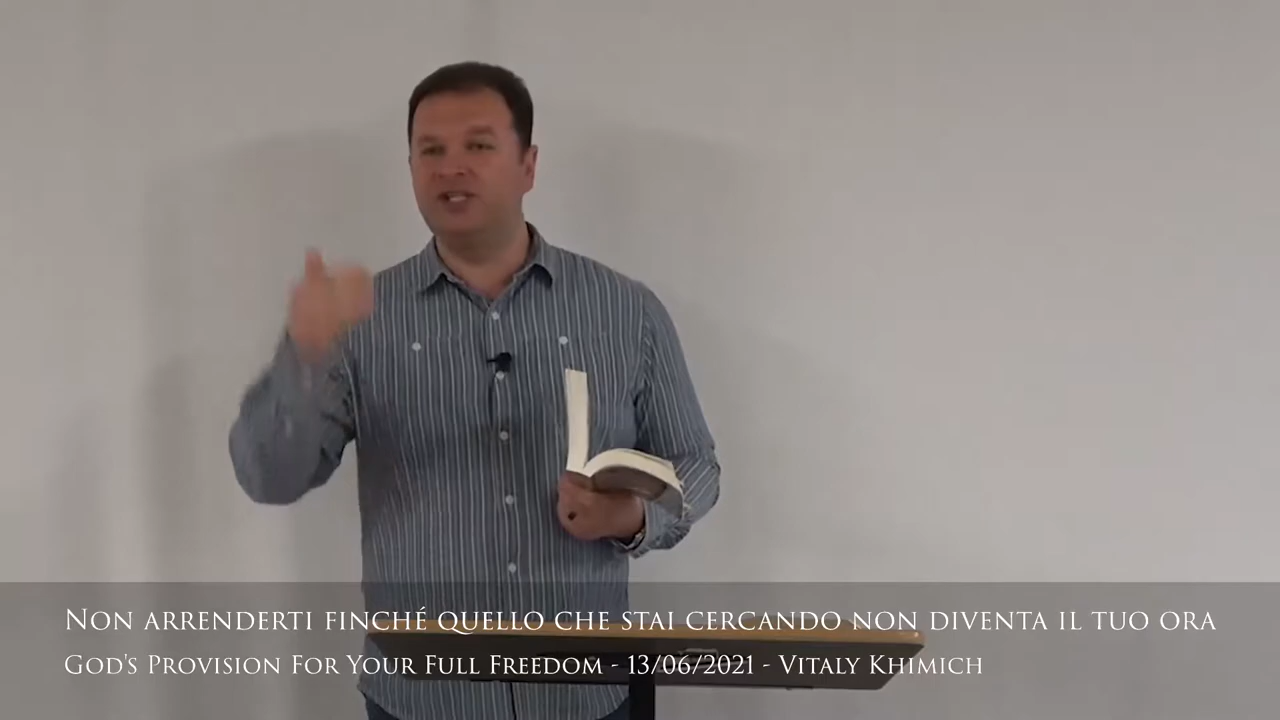 Non arrenderti finché quello che stai cercando non diventa il tuo ora
God's Provision For Your Full Freedom - 13/06/2021 - Vitaly Khimich